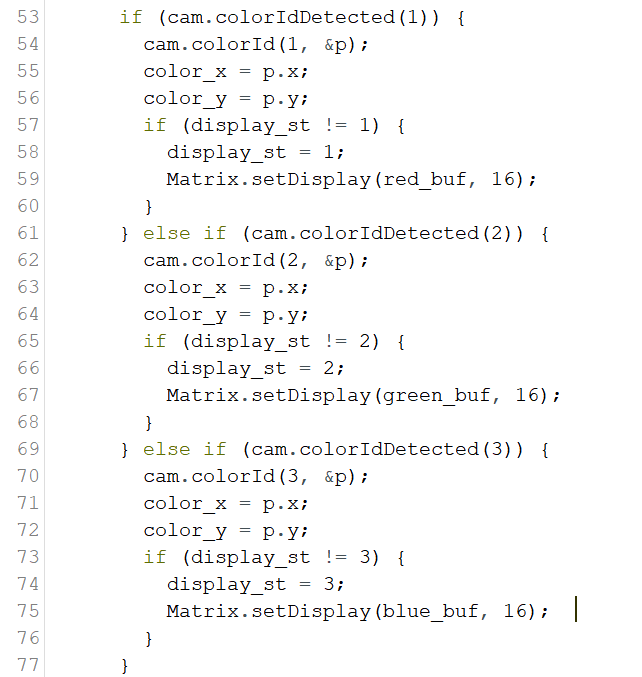 53 if (cam.colorIdDetected(1)) {
54 cam.colorId(1, &p);
55 color_x = p.x;
56 color_y = p.y;
57 if (display_st != 1) {
58 display_st = 1;
59 Matrix.setDisplay(red_buf, 16);
60 }
61 } else if (cam.colorIdDetected(2)) {
62 cam.colorId(2, &p);
63 color_x = p.x;
64 color_y = p.y;
65 if (display_st != 2) {
66 display_st = 2;
67 Matrix.setDisplay(green_buf, 16);
68 }
69 } else if (cam.colorIdDetected(3)) {
70 cam.colorId(3, &p);
71 color_x = p.x;
72 color_y = p.y;
73 if (display_st != 3) {
74 display_st = 3;
75 Matrix.setDisplay(blue_buf, 16);
76 }
77 }